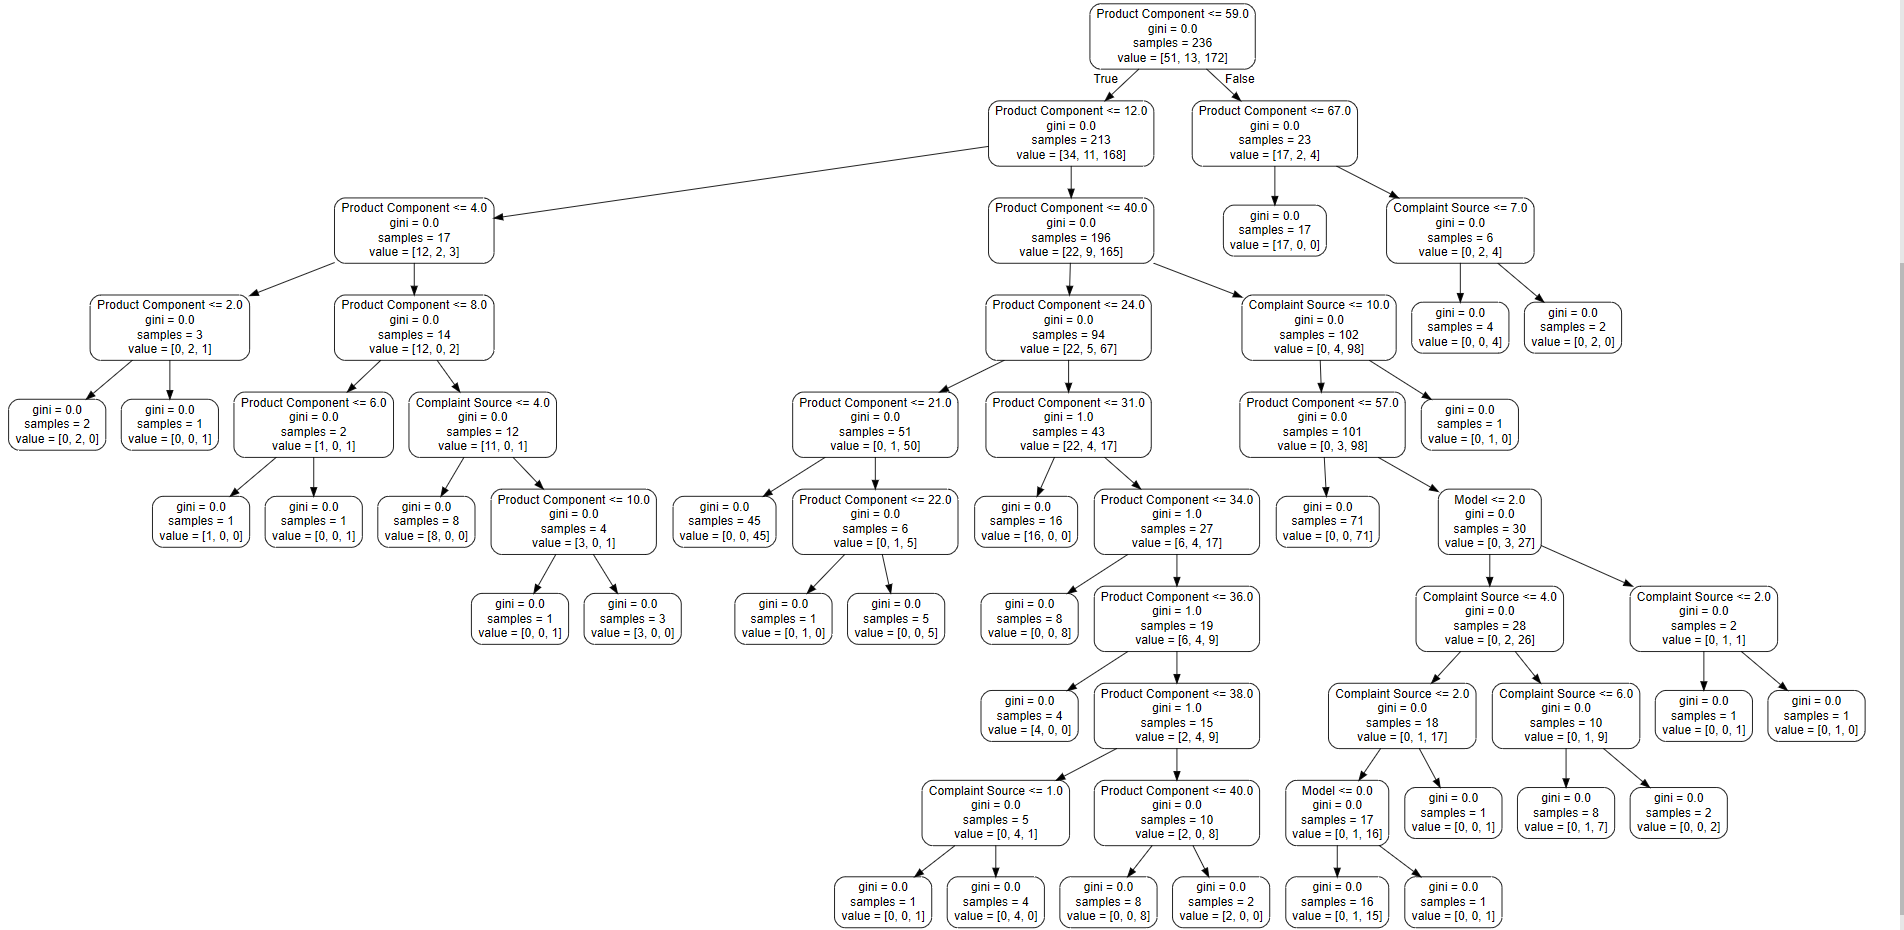 Product Component <= 59.0
gini = 0.0
samples = 236
value = [51, 13, 172]
True
False
Product Component <= 12.0
gini = 0.0
samples = 213
value = [34, 11, 168]
Product Component <= 67.0
gini = 0.0
samples = 23
value = [17, 2, 4]
Product Component <= 4.0
gini = 0.0
samples = 17
value = [12, 2, 3]
Product Component <= 40.0
gini = 0.0
samples = 196
value = [22, 9, 165]
gini = 0.0
samples = 17
value = [17, 0, 0]
Complaint Source <= 7.0
gini = 0.0
samples = 6
value = [0, 2, 4]
Product Component <= 2.0
gini = 0.0
samples = 3
value = [0, 2, 1]
Product Component <= 8.0
gini = 0.0
samples = 14
value = [12, 0, 2]
Product Component <= 24.0
gini = 0.0
samples = 94
value = [22, 5, 67]
Complaint Source <= 10.0
gini = 0.0
samples = 102
value = [0, 4, 98]
gini = 0.0
samples = 4
value = [0, 0, 4]
gini = 0.0
samples = 2
value = [0, 2, 0]
gini = 0.0
samples = 2
value = [0, 2, 0]
gini = 0.0
samples = 1
value = [0, 0, 1]
Product Component <= 6.0
gini = 0.0
samples = 2
value = [1, 0, 1]
Complaint Source <= 4.0
gini = 0.0
samples = 12
value = [11, 0, 1]
Product Component <= 21.0
gini = 0.0
samples = 51
value = [0, 1, 50]
Product Component <= 31.0
gini = 1.0
samples = 43
value = [22, 4, 17]
Product Component <= 57.0
gini = 0.0
samples = 101
value = [0, 3, 98]
gini = 0.0
samples = 1
value = [0, 1, 0]
gini = 0.0
samples = 1
value = [1, 0, 0]
gini = 0.0
samples = 1
value = [0, 0, 1]
gini = 0.0
samples = 8
value = [8, 0, 0]
Product Component <= 10.0
gini = 0.0
samples = 4
value = [3, 0, 1]
gini = 0.0
samples = 45
value = [0, 0, 45]
Product Component <= 22.0
gini = 0.0
samples = 6
value = [0, 1, 5]
gini = 0.0
samples = 16
value = [16, 0, 0]
Product Component <= 34.0
gini = 1.0
samples = 27
value = [6, 4, 17]
gini = 0.0
samples = 71
value = [0, 0, 71]
Model <= 2.0
gini = 0.0
samples = 30
value = [0, 3, 27]
gini = 0.0
samples = 1
value = [0, 0, 1]
gini = 0.0
samples = 3
value = [3, 0, 0]
gini = 0.0
samples = 1
value = [0, 1, 0]
gini = 0.0
samples = 5
value = [0, 0, 5]
gini = 0.0
samples = 8
value = [0, 0, 8]
Product Component <= 36.0
gini = 1.0
samples = 19
value = [6, 4, 9]
Complaint Source <= 4.0
gini = 0.0
samples = 28
value = [0, 2, 26]
Complaint Source <= 2.0
gini = 0.0
samples = 2
value = [0, 1, 1]
gini = 0.0
samples = 4
value = [4, 0, 0]
Product Component <= 38.0
gini = 1.0
samples = 15
value = [2, 4, 9]
Complaint Source <= 2.0
gini = 0.0
samples = 18
value = [0, 1, 17]
Complaint Source <= 6.0
gini = 0.0
samples = 10
value = [0, 1, 9]
gini = 0.0
samples = 1
value = [0, 0, 1]
gini = 0.0
samples = 1
value = [0, 1, 0]
Complaint Source <= 1.0
gini = 0.0
samples = 5
value = [0, 4, 1]
Product Component <= 40.0
gini = 0.0
samples = 10
value = [2, 0, 8]
Model <= 0.0
gini = 0.0
samples = 17
value = [0, 1, 16]
gini = 0.0
samples = 1
value = [0, 0, 1]
gini = 0.0
samples = 8
value = [0, 1, 7]
gini = 0.0
samples = 2
value = [0, 0, 2]
gini = 0.0
samples = 1
value = [0, 0, 1]
gini = 0.0
samples = 4
value = [0, 4, 0]
gini = 0.0
samples = 8
value = [0, 0, 8]
gini = 0.0
samples = 2
value = [2, 0, 0]
gini = 0.0
samples = 16
value = [0, 1, 15]
gini = 0.0
samples = 1
value = [0, 0, 1]